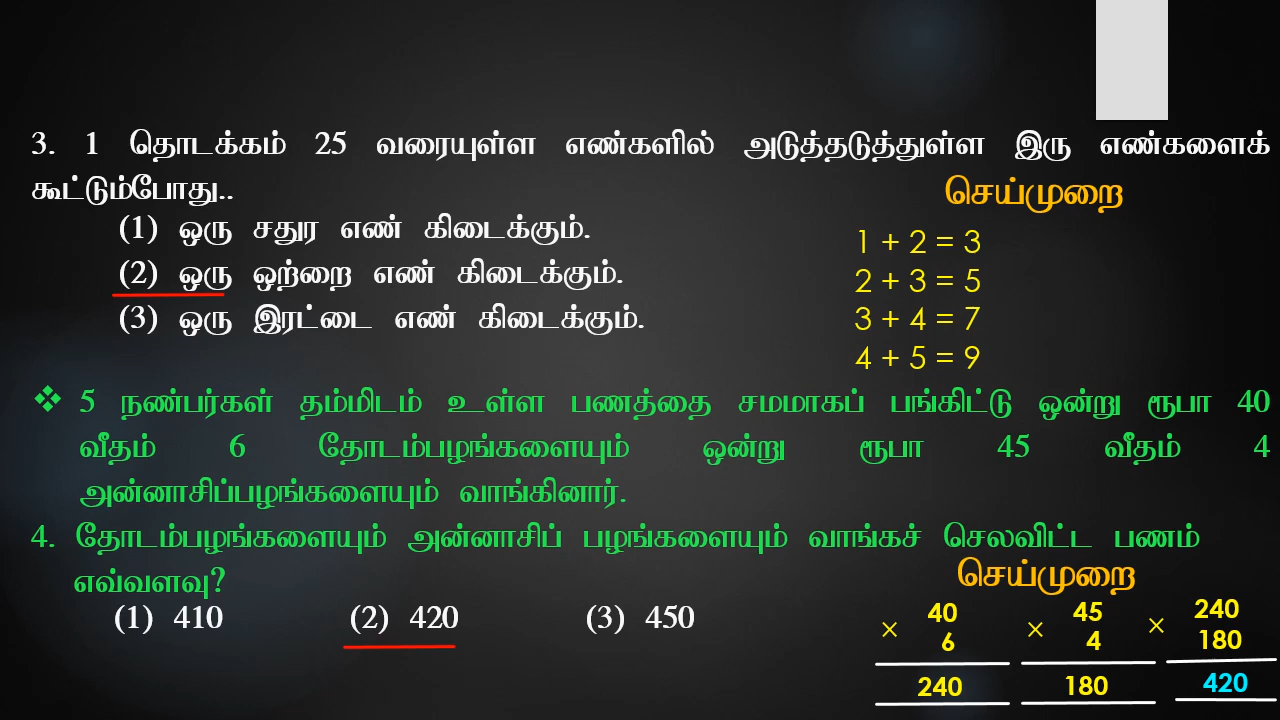 3. 1 தொடக்கம் 25 வரையுள்ள எண்களில் அடுத்தடுத்துள்ள இரு எண்களைக்
கூட்டும்போது..
செய்முறை
(1) ஒரு சதுர எண் கிடைக்கும்.
(2) ஒரு ஒற்றை எண் கிடைக்கும்.
(3) ஒரு இரட்டை எண் கிடைக்கும்.
1 + 2 = 3
2 + 3 = 5
3 + 4 = 7
4 + 5 = 9
❖ 5 நண்பர்கள் தம்மிடம் உள்ள பணத்தை சமமாகப் பங்கிட்டு ஒன்று ரூபா 40
வீதம் 6 தோடம்பழங்களையும் ஒன்று ரூபா 45 வீதம் 4
அன்னாசிப்பழங்களையும் வாங்கினார்.
4. தோடம்பழங்களையும் அன்னாசிப் பழங்களையும் வாங்கச் செலவிட்ட பணம்
எவ்வளவு?
(1) 410 (2) 420 (3) 450
செய்முறை
40 45 240
× 6 × 4 × 180
240 180 420